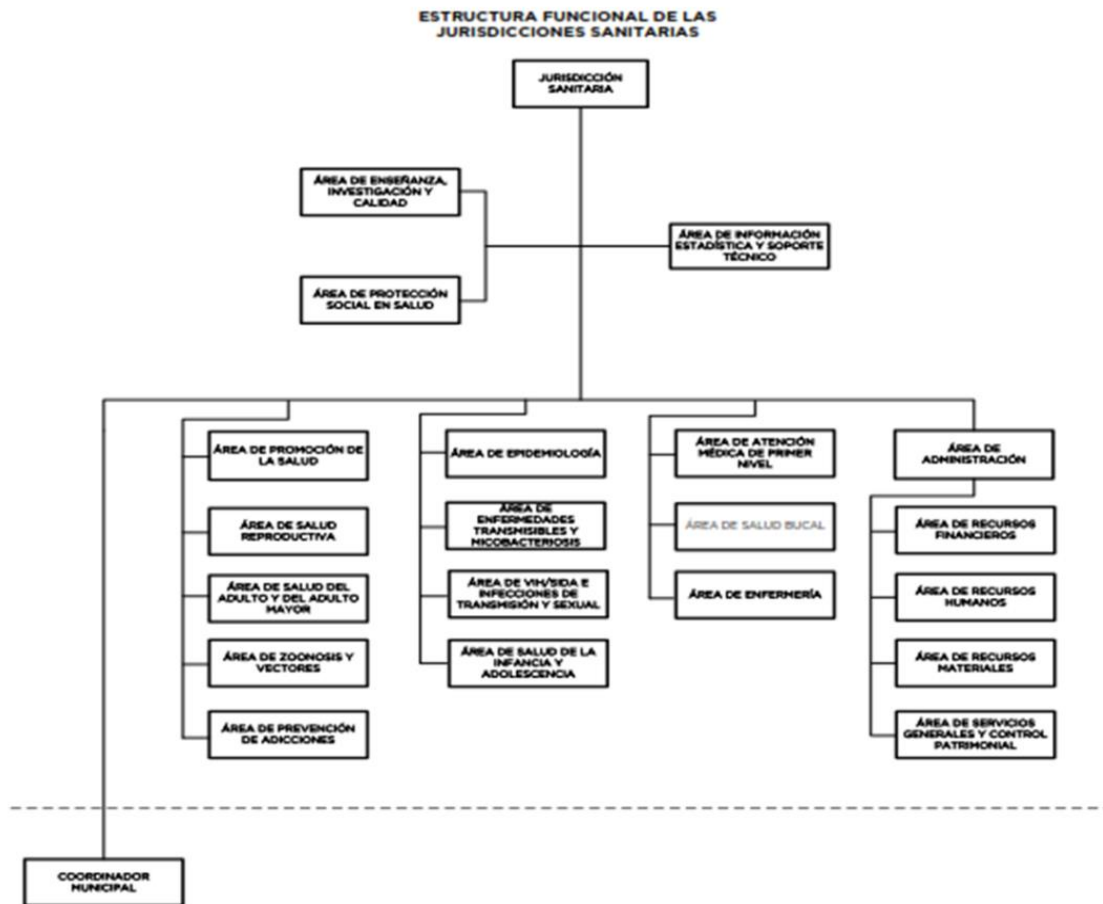 ESTRUCTURA FUNCIONAL DE LAS
JURISDICCIONES SANITARIAS
JURISDICCIÓN
SANITARIA
ÁREA DE ENSEÑANZA,
INVESTIGACIÓN Y
CALIDAD
ÁREA DE INFORMACIÓN
ESTADÍSTICA Y SOPORTE
TÉCNICO
ÁREA DE PROTECCIÓN
SOCIAL EN SALUD
ÁREA DE PROMOCIÓN DE
LA SALUD
ÁREA DE SALUD
REPRODUCTIVA
ÁREA DE SALUD DEL
ADULTO Y DEL ADULTO
MAYOR
ÁREA DE ZOONOSIS Y
VECTORES
ÁREA DE PREVENCIÓN
DE ADICCIONES
ÁREA DE EPIDEMIOLOGÍA
ÁREA DE
ENFERMEDADES
TRANSMISIBLES Y
MICOBACTERIOSIS
ÁREA DE VIH/SIDA E
INFECCIONES DE
TRANSMISIÓN Y SEXUAL
ÁREA DE SALUD DE LA
INFANCIA Y
ADOLESCENCIA
ÁREA DE ATENCIÓN
MÉDICA DE PRIMER
NIVEL
ÁREA DE SALUD BUCAL
ÁREA DE ENFERMERÍA
ÁREA DE
ADMINISTRACIÓN
ÁREA DE RECURSOS
FINANCIEROS
ÁREA DE RECURSOS
HUMANOS
ÁREA DE RECURSOS
MATERIALES
ÁREA DE SERVICIOS
GENERALES Y CONTROL
PATRIMONIAL
COORDINADOR
MUNICIPAL